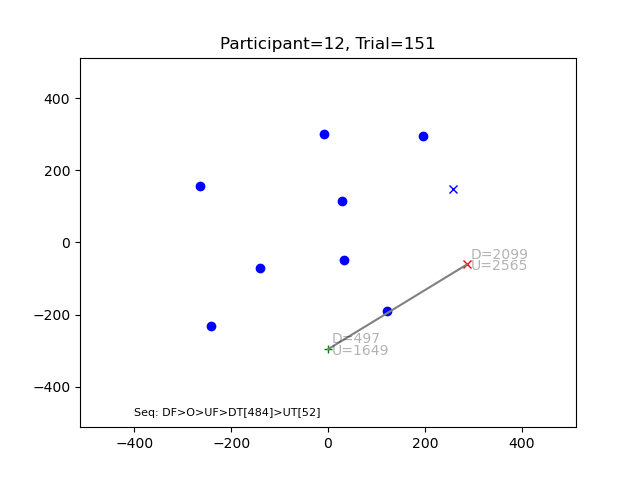 Participant=12, Trial=151
400
200
0
−200
−400
D=2099
U=2565
D=497
U=1649
Seq: DF>O>UF>DT[484]>UT[52]
−400
−200
0
200
400